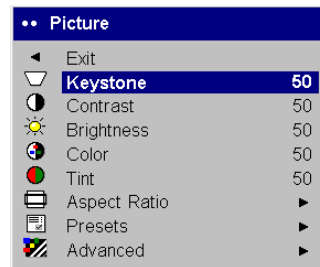 Picture
Exit
Keystone 50
Contrast 50
Brightness 50
Color 50
Tint 50
Aspect Ratio
Presets
Advanced